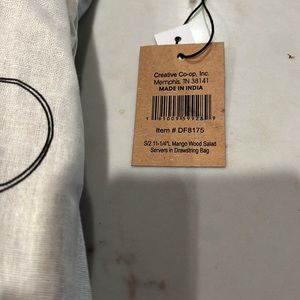 Creative Co-op, Inc.
Memphis, TN 38141
MADE IN INDIA
Item # DF8175
S/2 11-1/4"L Mango Wood Salad
Servers in Drawstring Bag